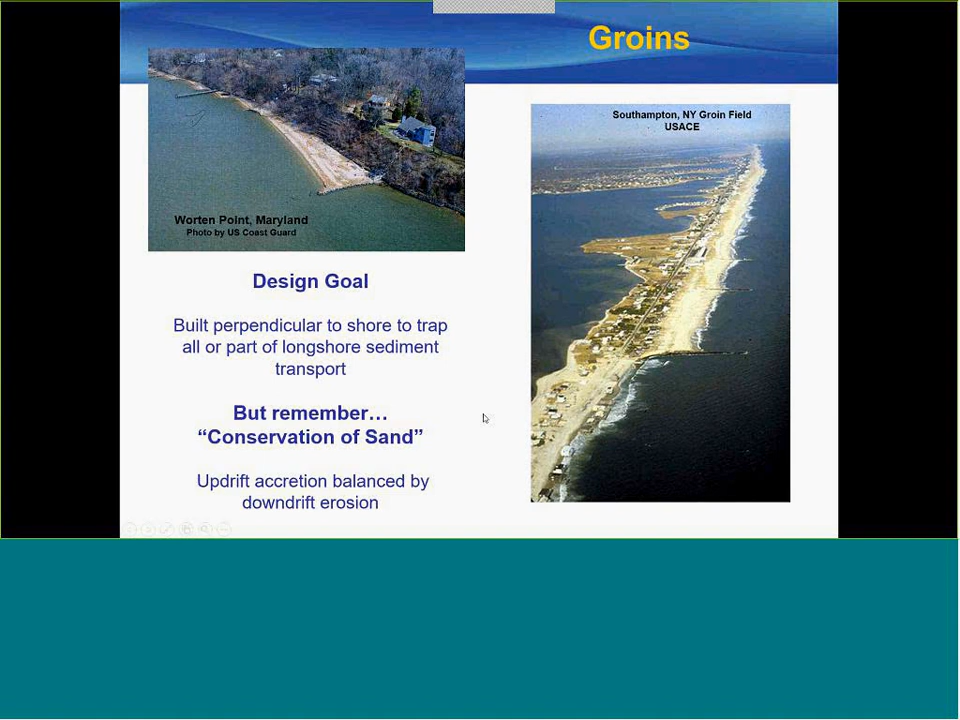 Groins
Worten Point, Maryland
Photo by US Coast Guard
Design Goal
Built perpendicular to shore to trap
all or part of longshore sediment
transport
But remember…
“Conservation of Sand”
Updrift accretion balanced by
downdrift erosion
Southampton, NY Groin Field
USACE